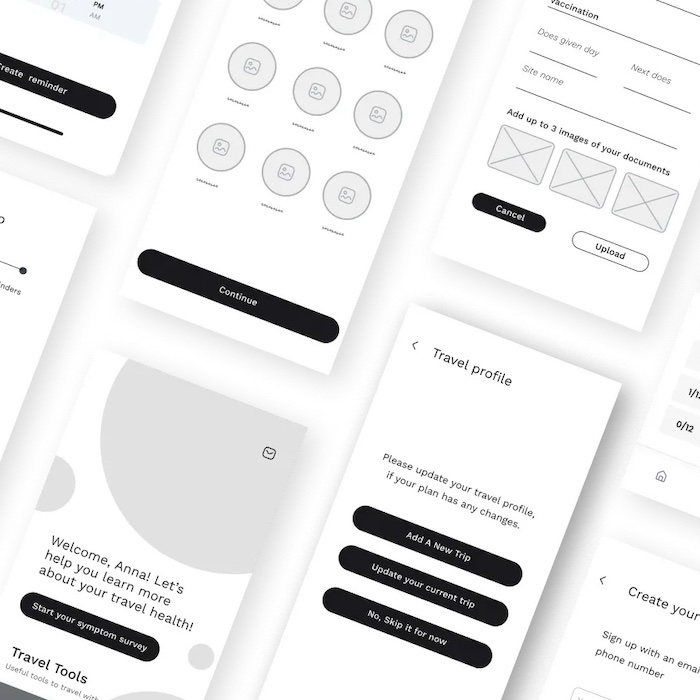 01
PM
AM
Create reminder
Continue
Vaccination
Does given day
Next does
Site name
Add up to 3 images of your documents
Cancel
Upload
Travel profile
Please update your travel profile,
if your plan has any changes.
Add A New Trip
Update your current trip
No, Skip it for now
1/1
0/12
Welcome, Anna! Let's
help you learn more
about your travel health!
Start your symptom survey
Travel Tools
Useful tools to travel with
Create your
Sign up with an email
phone number